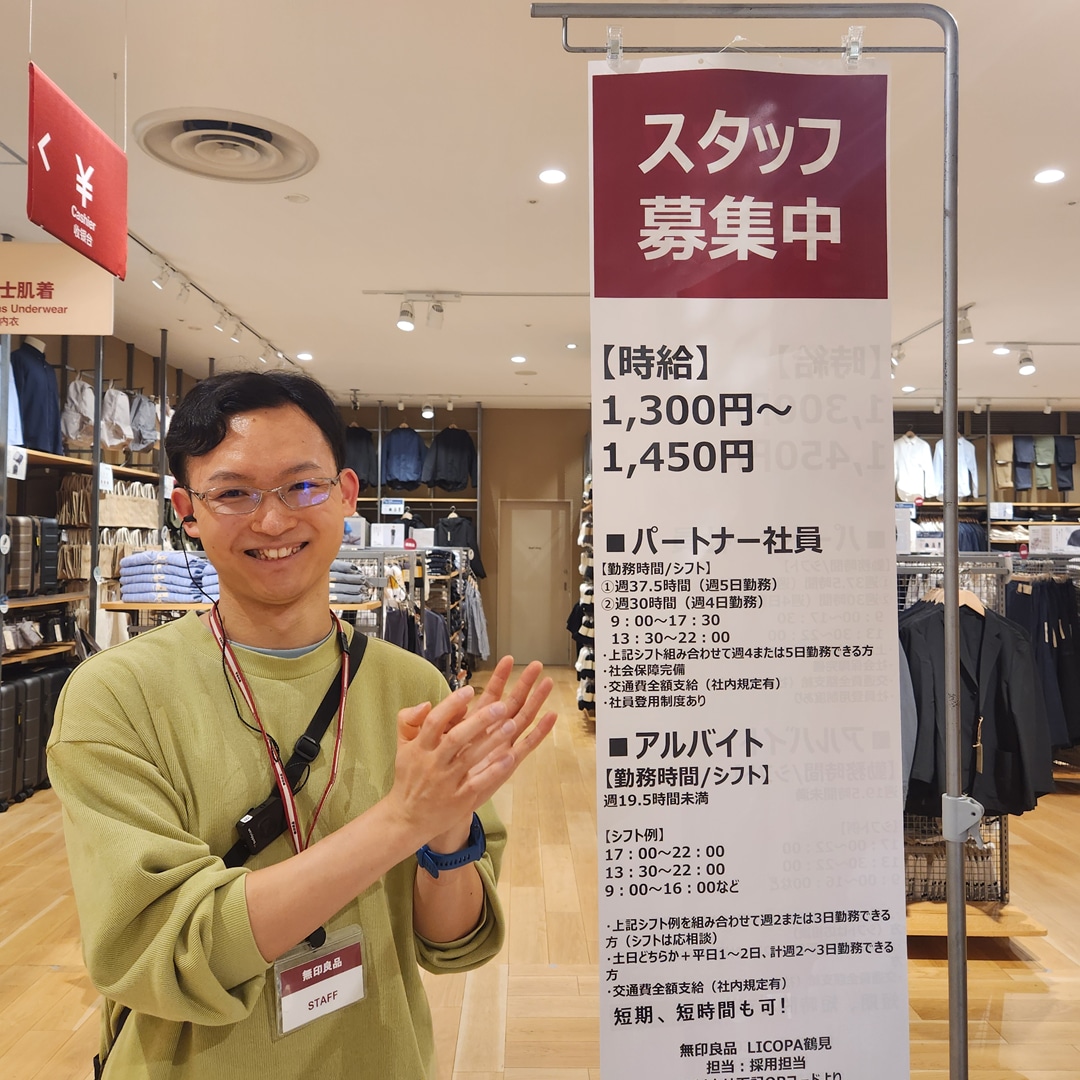 ¥
Cashier
收银台
士肌着
s Underwear
内衣
スタッフ
募集中
【時給】
1,300円～
1,450円
■パートナー社員
【勤務時間/シフト】
①週37.5時間（週5日勤務）
②週30時間（週4日勤務）
9：00～17：30
13：30～22：00
・上記シフト組み合わせて週4または5日勤務できる方
・社会保障完備
・交通費全額支給（社内規定有）
・社員登用制度あり
■アルバイト
【勤務時間/シフト】
週19.5時間未満
【シフト例】
17：00～22：00
13：30～22：00
9：00～16：00など
・上記シフト例を組み合わせて週2または3日勤務できる
方（シフトは応相談）
・土日どちらか＋平日1～2日、計週2～3日勤務できる
方
・交通費全額支給（社内規定有）
短期、短時間も可！
無印良品 LICOPA鶴見
担当：採用担当
無印良品
STAFF